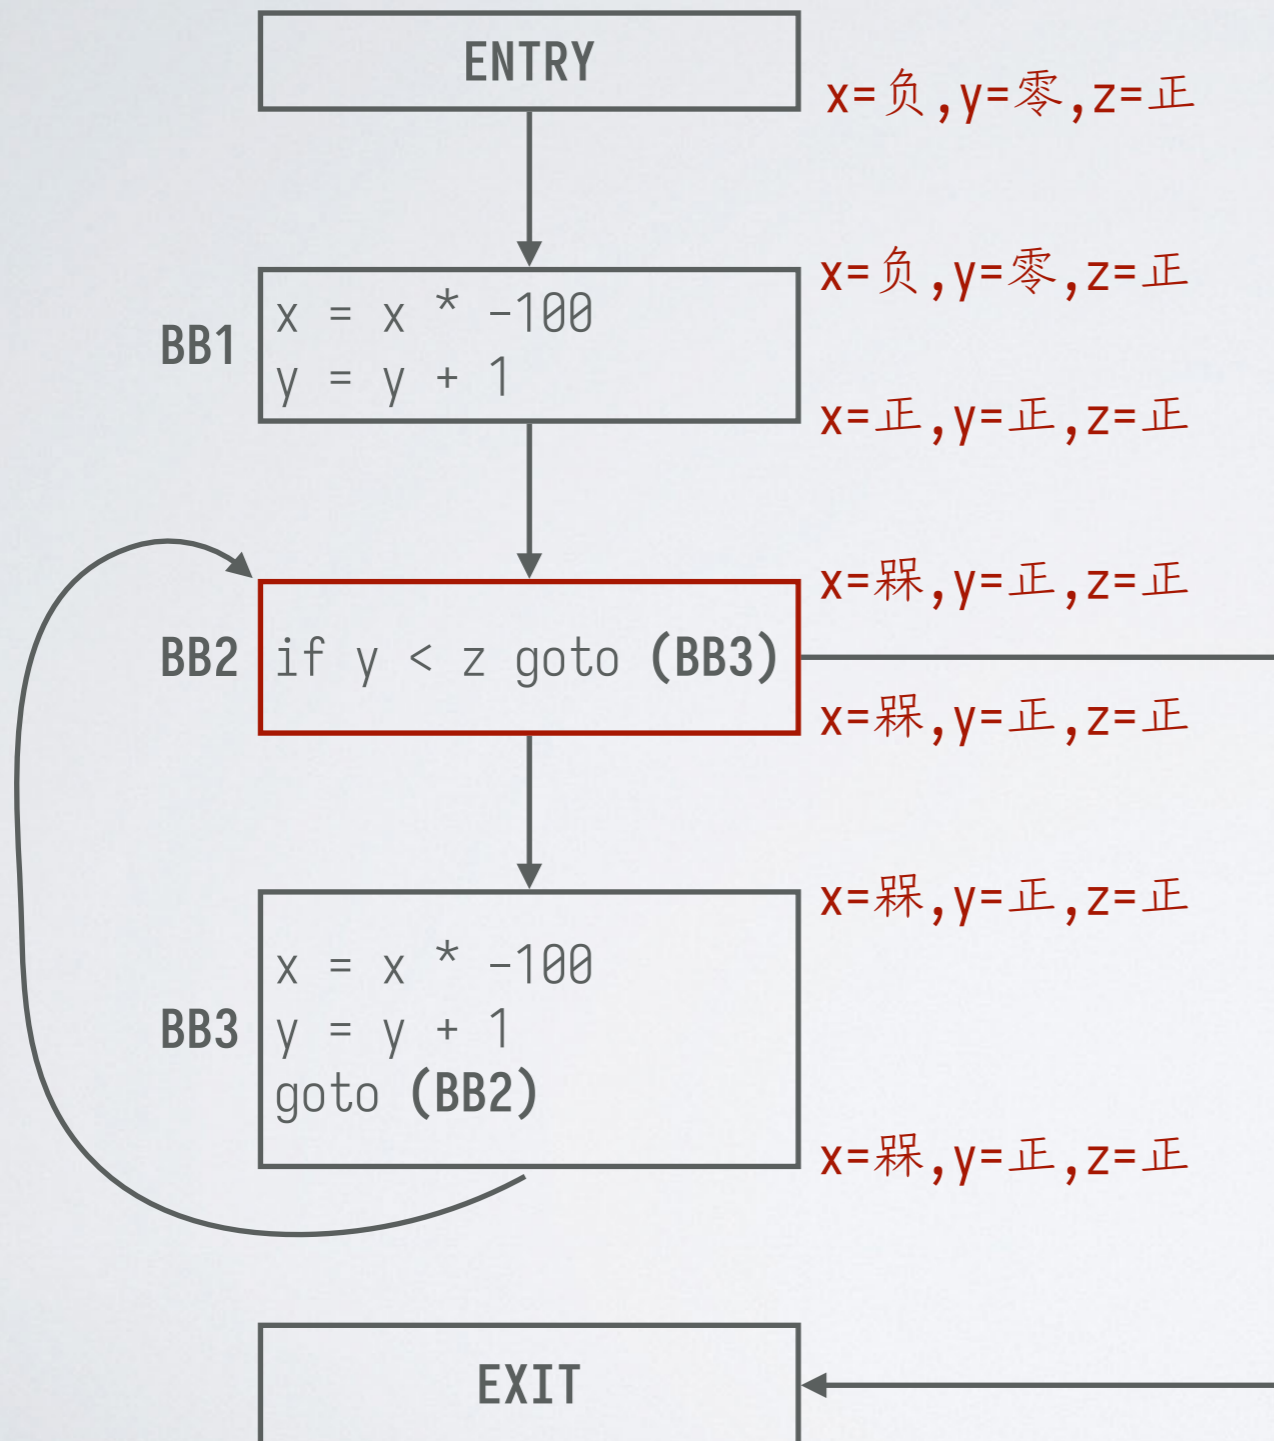 ENTRY
x=负,y=零,z=正
x=负,y=零,z=正
BB1
x = x * -100
y = y + 1
x=正,y=正,z=正
x=槑,y=正,z=正
BB2
if y < z goto (BB3)
x=槑,y=正,z=正
x=槑,y=正,z=正
BB3
x = x * -100
y = y + 1
goto (BB2)
x=槑,y=正,z=正
EXIT